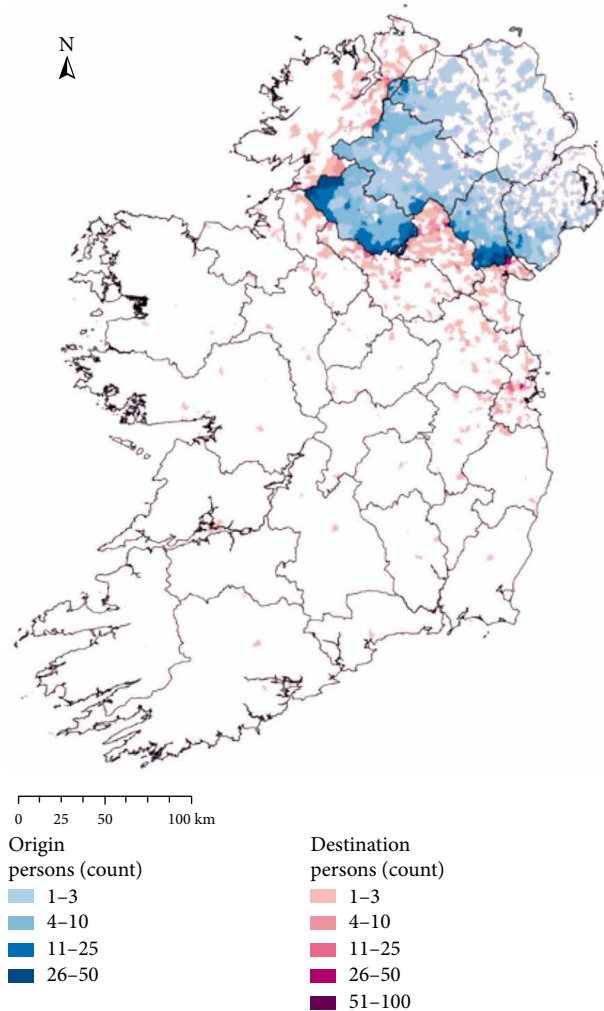 N
0 25 50 100 km
Origin
persons (count)
1–3
4–10
11–25
26–50
Destination
persons (count)
1–3
4–10
11–25
26–50
51–100